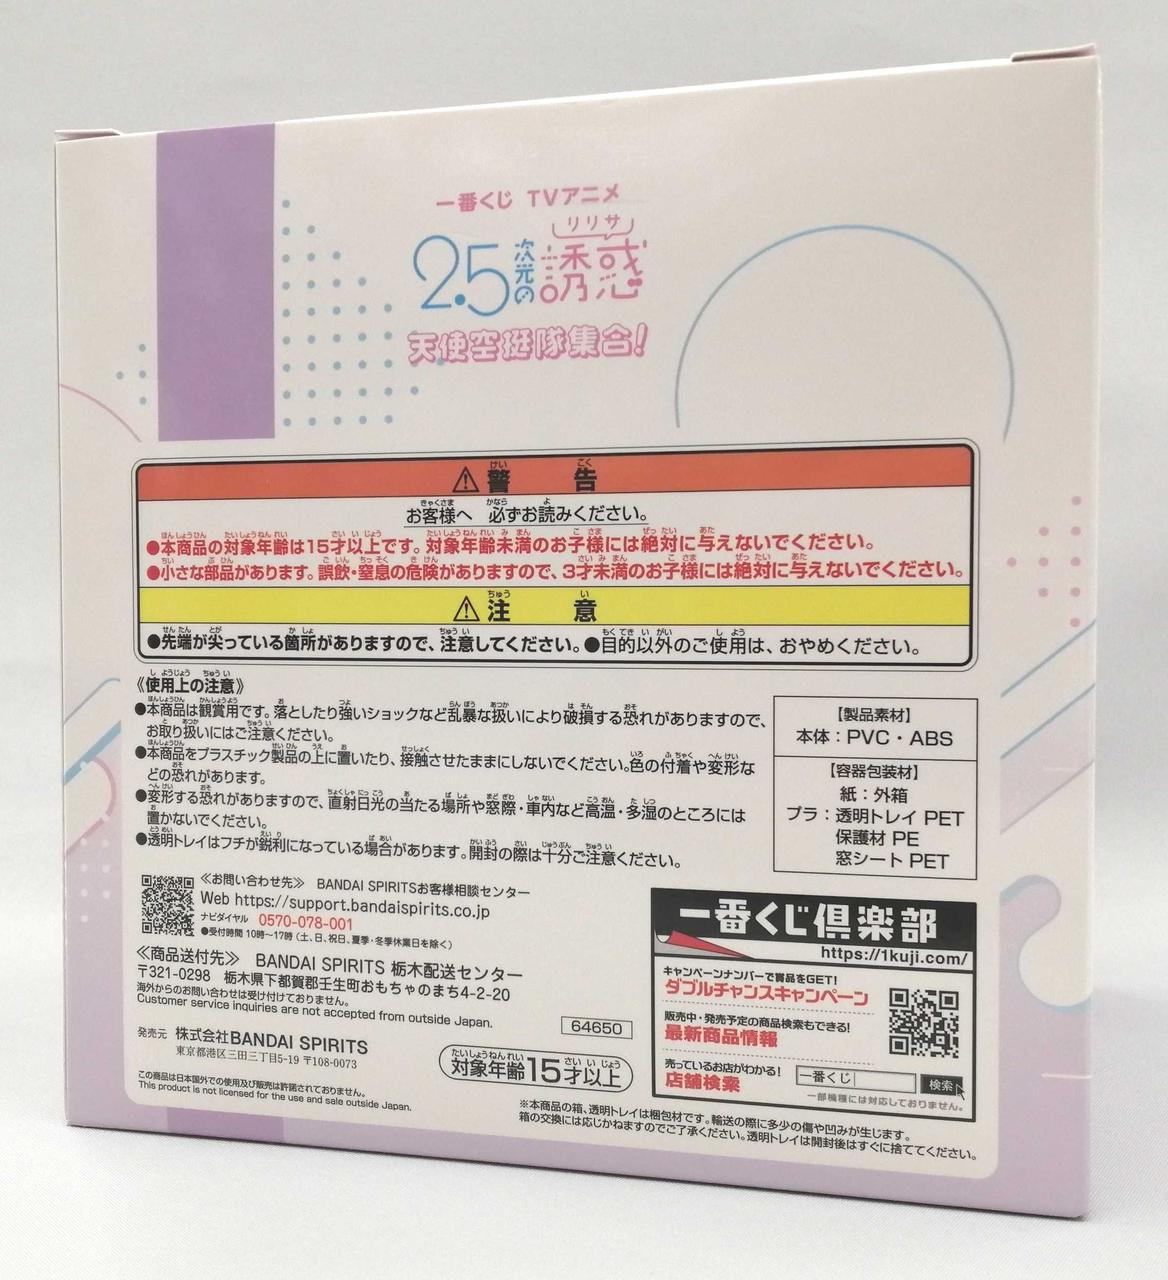 一番くじ TVアニメ
リリサ
2.5次元の誘惑
天使空挺隊集合!
⚠警告
お客様へ 必ずお読みください。
●本商品の対象年齢は15才以上です。対象年齢未満のお子様には絶対に与えないでください。
●小さな部品があります。誤飲・窒息の危険がありますので、3才未満のお子様には絶対に与えないでください。
⚠注意
●先端が尖っている箇所がありますので、注意してください。●目的以外のご使用は、おやめください。
《使用上の注意》
●本商品は観賞用です。落としたり強いショックなど乱暴な扱いにより破損する恐れがありますので、
お取り扱いにはご注意ください。
●本商品をプラスチック製品の上に置いたり、接触させたままにしないでください。色の付着や変形な
どの恐れがあります。
●変形する恐れがありますので、直射日光の当たる場所や窓際・車内など高温・多湿のところには
置かないでください。
●透明トレイはフチが鋭利になっている場合があります。開封の際は十分ご注意ください。
【製品素材】
本体：PVC・ABS
【容器包装材】
紙：外箱
プラ：透明トレイ PET
保護材 PE
窓シート PET
≪お問い合わせ先≫ BANDAI SPIRITSお客様相談センター
Web https://support.bandaispirits.co.jp
ナビダイヤル 0570-078-001
●受付時間 10時〜17時（土、日、祝日、夏季・冬季休業日を除く）
≪商品送付先≫ BANDAI SPIRITS 栃木配送センター
〒321-0298 栃木県下都賀郡壬生町おもちゃのまち4-2-20
海外からのお問い合わせは受け付けておりません。
Customer service inquiries are not accepted from outside Japan.
64650
発売元 株式会社BANDAI SPIRITS
東京都港区三田三丁目5-19 〒108-0073
対象年齢15才以上
この商品は日本国外での使用及び販売は許諾されておりません。
This product is not licensed for the use and sale outside Japan.
一番くじ倶楽部
https://1kuji.com/
キャンペーンナンバーで賞品をGET!
ダブルチャンスキャンペーン
販売中・発売予定の商品検索もできる!
最新商品情報
売っているお店がわかる!
店舗検索
一番くじ 検索
一部機種には対応しておりません。
※本商品の箱、透明トレイは梱包材です。輸送の際に多少の傷や凹みが生じます。
箱の交換には応じかねますのでご了承ください。透明トレイは開封後はすぐに捨ててください。